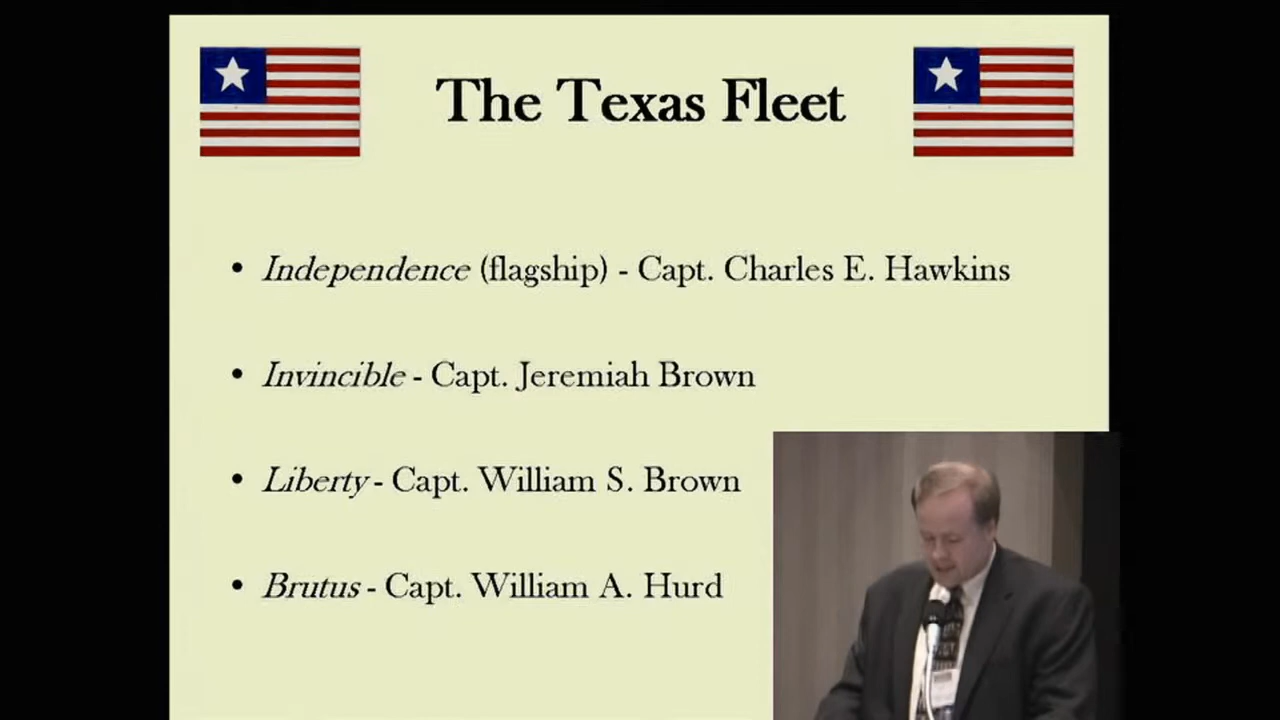 The Texas Fleet
• Independence (flagship) - Capt. Charles E. Hawkins
• Invincible - Capt. Jeremiah Brown
• Liberty - Capt. William S. Brown
• Brutus - Capt. William A. Hurd